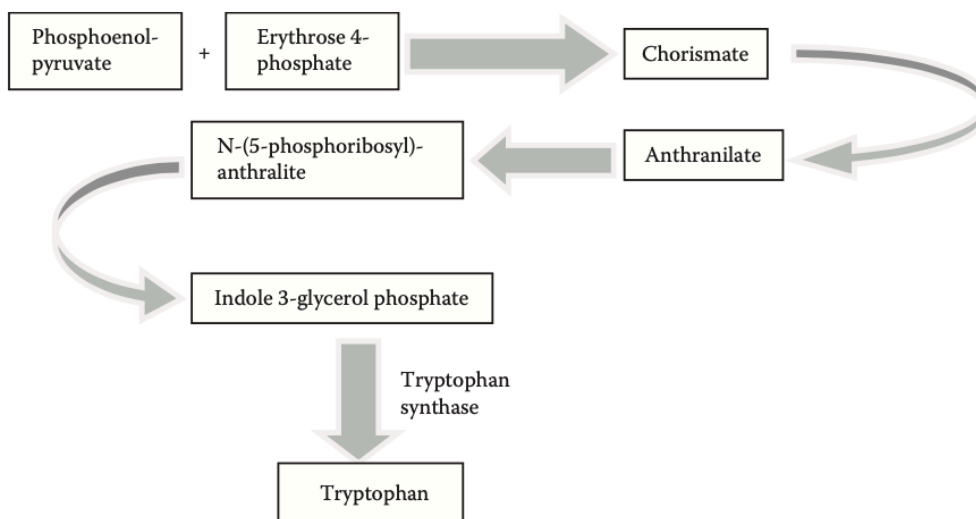 Phosphoenol-
pyruvate
+
Erythrose 4-
phosphate
Chorismate
N-(5-phosphoribosyl)-
anthralite
Anthranilate
Indole 3-glycerol phosphate
Tryptophan
synthase
Tryptophan